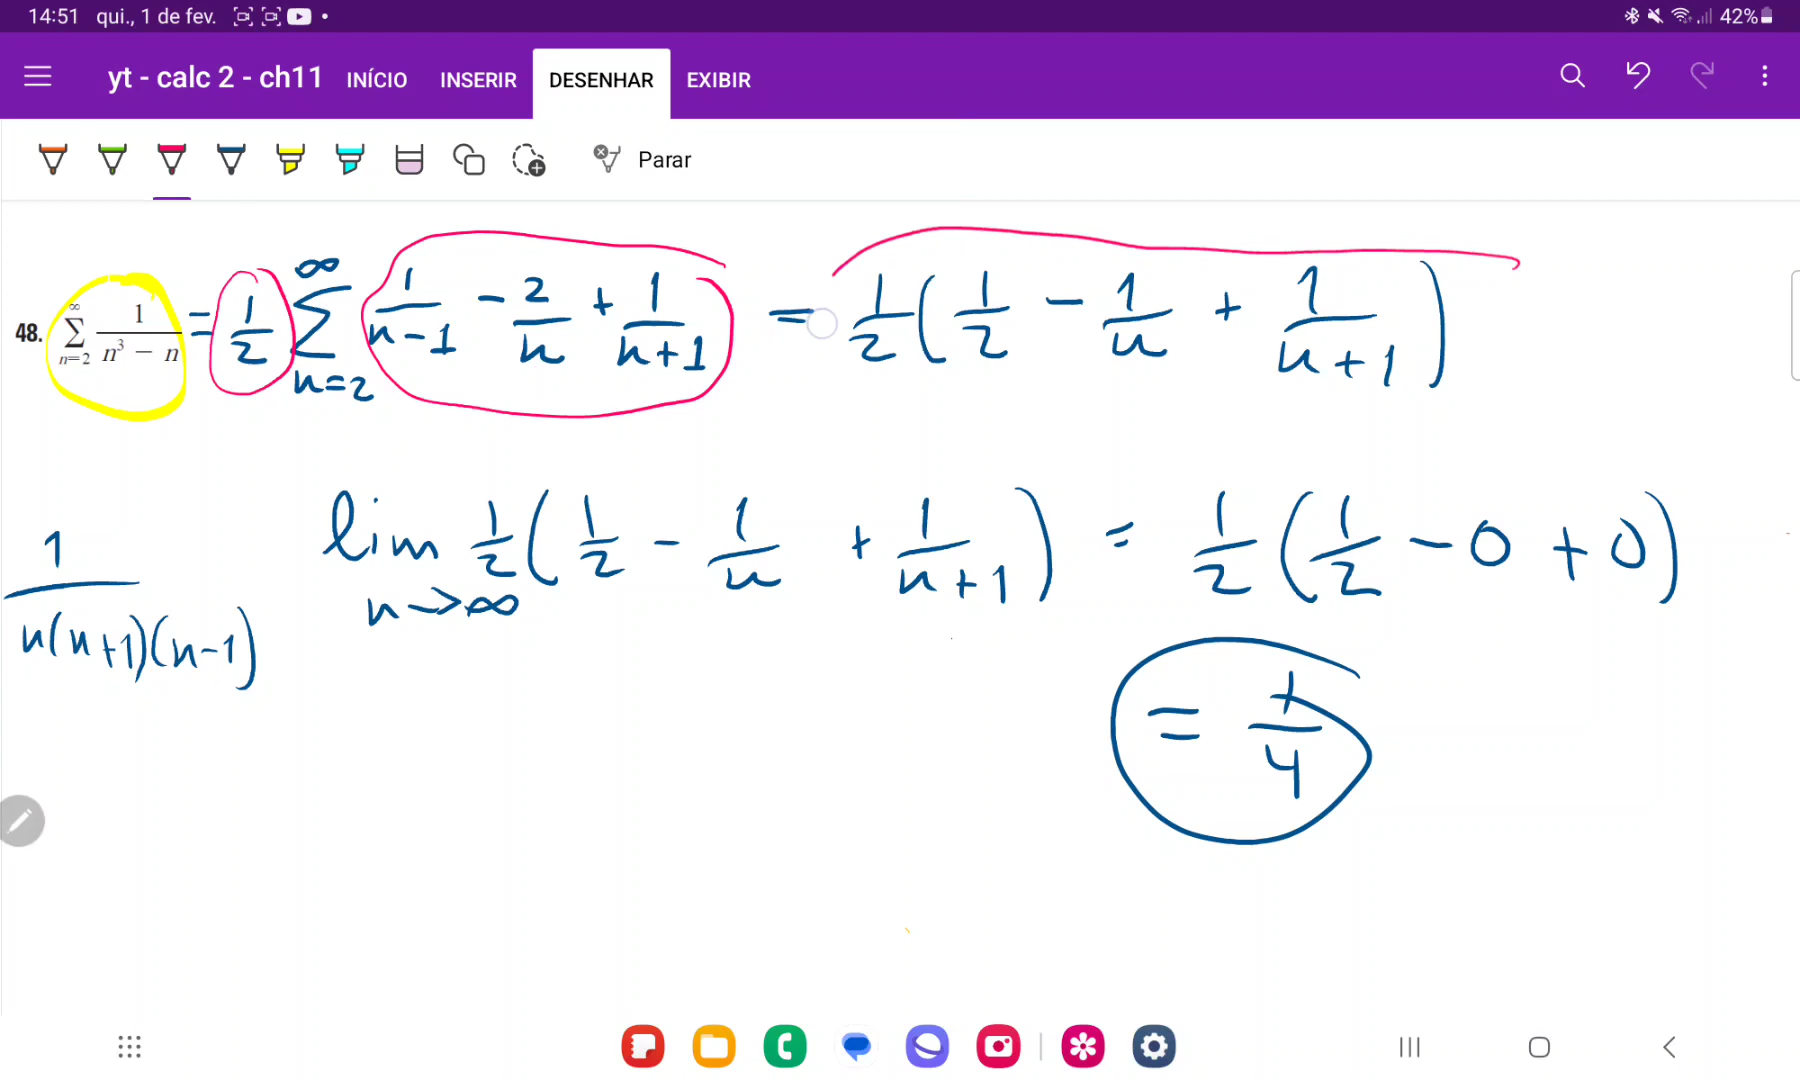 14:51 qui., 1 de fev. 42%
yt - calc 2 - ch11 INÍCIO INSERIR DESENHAR EXIBIR
Parar
48. ∑_{n=2}^{∞} 1/(n³ − n) = 1/2 ∑_{n=2}^{∞} 1/(n-1) - 2/n + 1/(n+1) = 1/2 (1/2 - 1/n + 1/(n+1))
lim_{n→∞} 1/2 (1/2 - 1/n + 1/(n+1)) = 1/2 (1/2 - 0 + 0)
1/(n(n+1)(n-1))
= 1/4